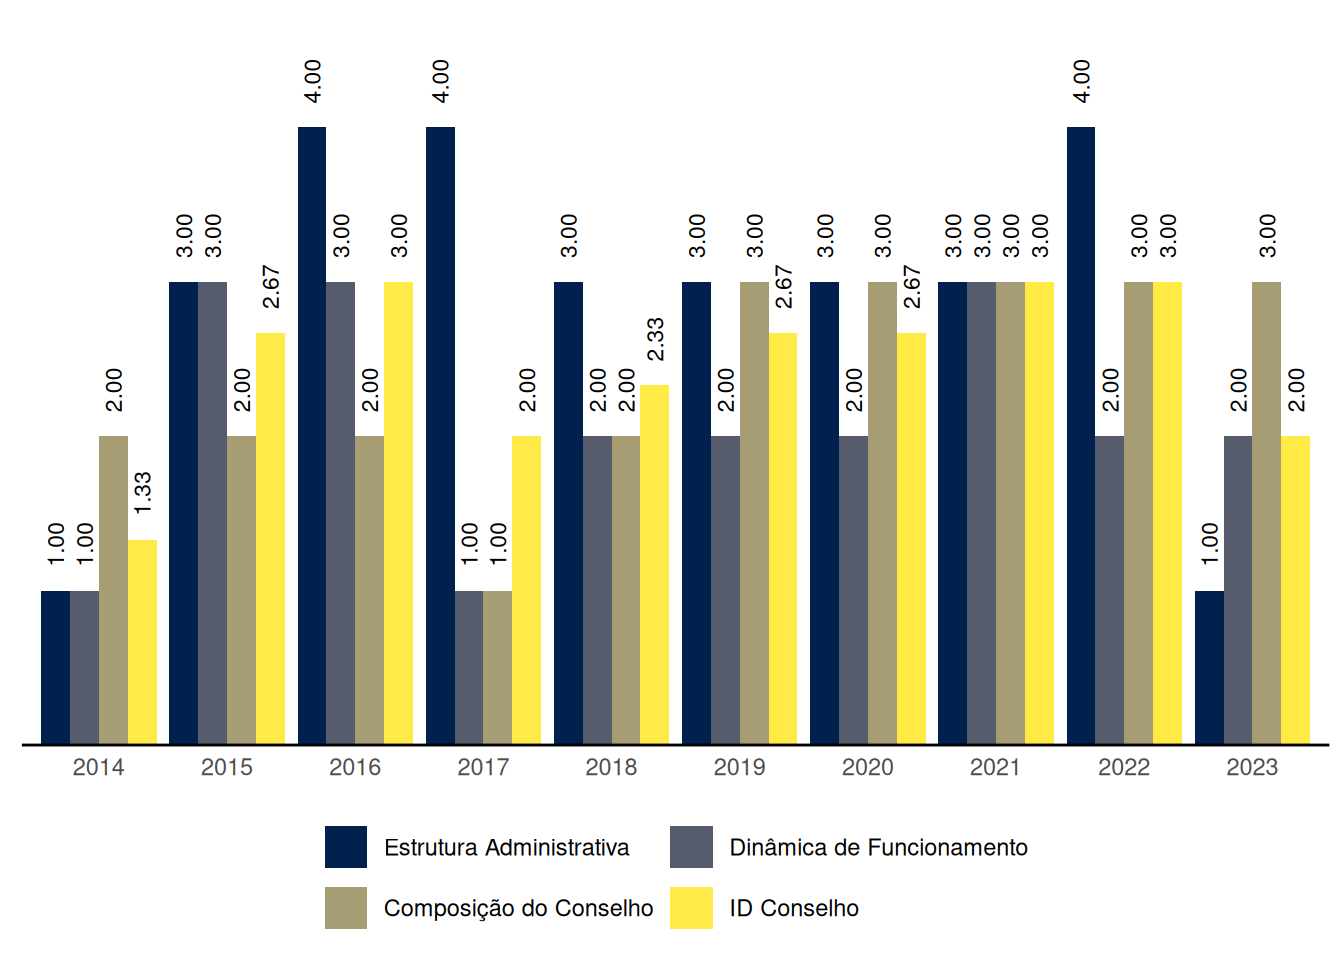 4.00 4.00 4.00
3.00 3.00 3.00 3.00 3.00 3.00 3.00 3.00 3.00 3.00 3.00 3.00 3.00 3.00 3.00 3.00 3.00
2.67 2.67 2.67
2.33
2.00 2.00 2.00 2.00 2.00 2.00 2.00 2.00 2.00 2.00 2.00
1.33
1.00 1.00 1.00 1.00 1.00
2014 2015 2016 2017 2018 2019 2020 2021 2022 2023
Estrutura Administrativa Dinâmica de Funcionamento
Composição do Conselho ID Conselho